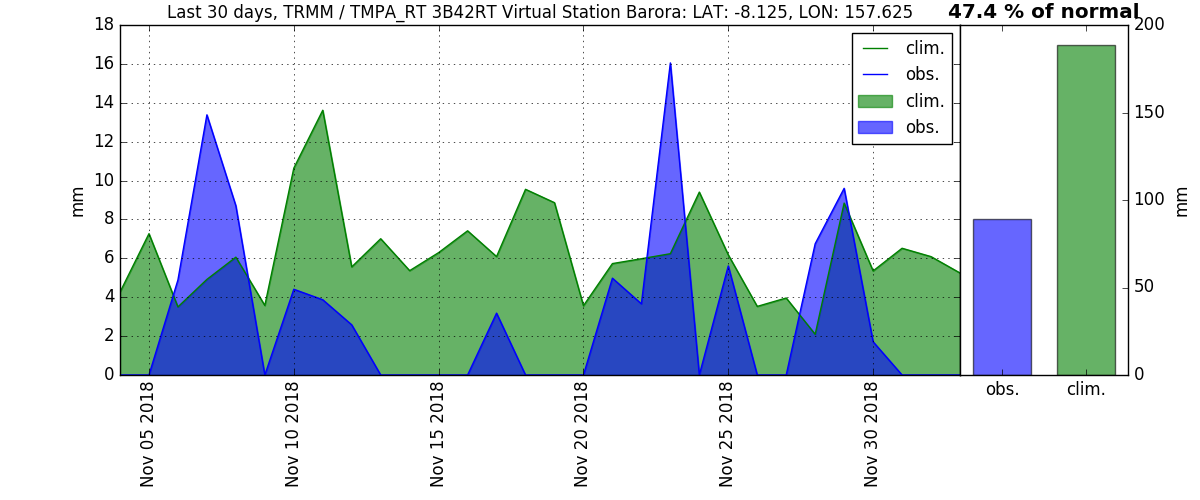 Last 30 days, TRMM / TMPA_RT 3B42RT Virtual Station Barora: LAT: -8.125, LON: 157.625
47.4 % of normal
18
16
14
12
10
8
6
4
2
0
mm
clim.
obs.
clim.
obs.
Nov 05 2018
Nov 10 2018
Nov 15 2018
Nov 20 2018
Nov 25 2018
Nov 30 2018
200
150
100
50
0
mm
obs.
clim.